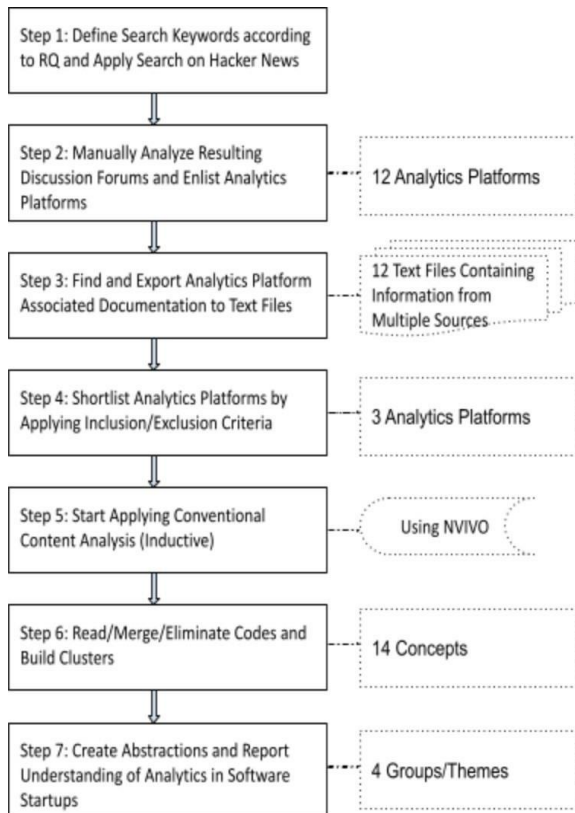 Step 1: Define Search Keywords according
to RQ and Apply Search on Hacker News
Step 2: Manually Analyze Resulting
Discussion Forums and Enlist Analytics
Platforms
12 Analytics Platforms
Step 3: Find and Export Analytics Platform
Associated Documentation to Text Files
12 Text Files Containing
Information from
Multiple Sources
Step 4: Shortlist Analytics Platforms by
Applying Inclusion/Exclusion Criteria
3 Analytics Platforms
Step 5: Start Applying Conventional
Content Analysis (Inductive)
Using NVIVO
Step 6: Read/Merge/Eliminate Codes and
Build Clusters
14 Concepts
Step 7: Create Abstractions and Report
Understanding of Analytics in Software
Startups
4 Groups/Themes